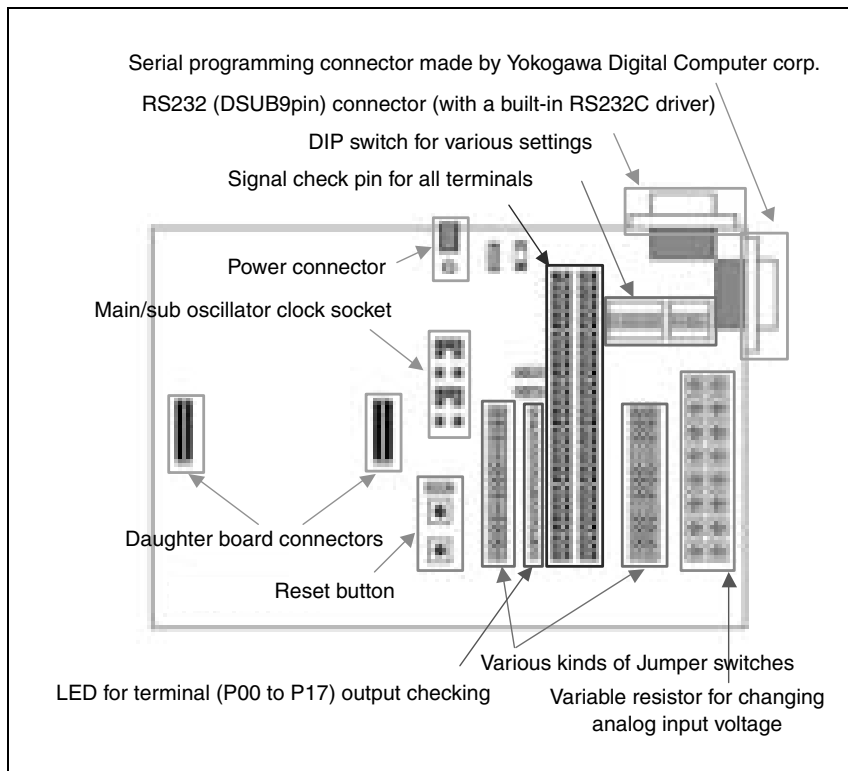 Serial programming connector made by Yokogawa Digital Computer corp.
RS232 (DSUB9pin) connector (with a built-in RS232C driver)
DIP switch for various settings
Signal check pin for all terminals
Power connector
Main/sub oscillator clock socket
Daughter board connectors
Reset button
Various kinds of Jumper switches
LED for terminal (P00 to P17) output checking
Variable resistor for changing
analog input voltage